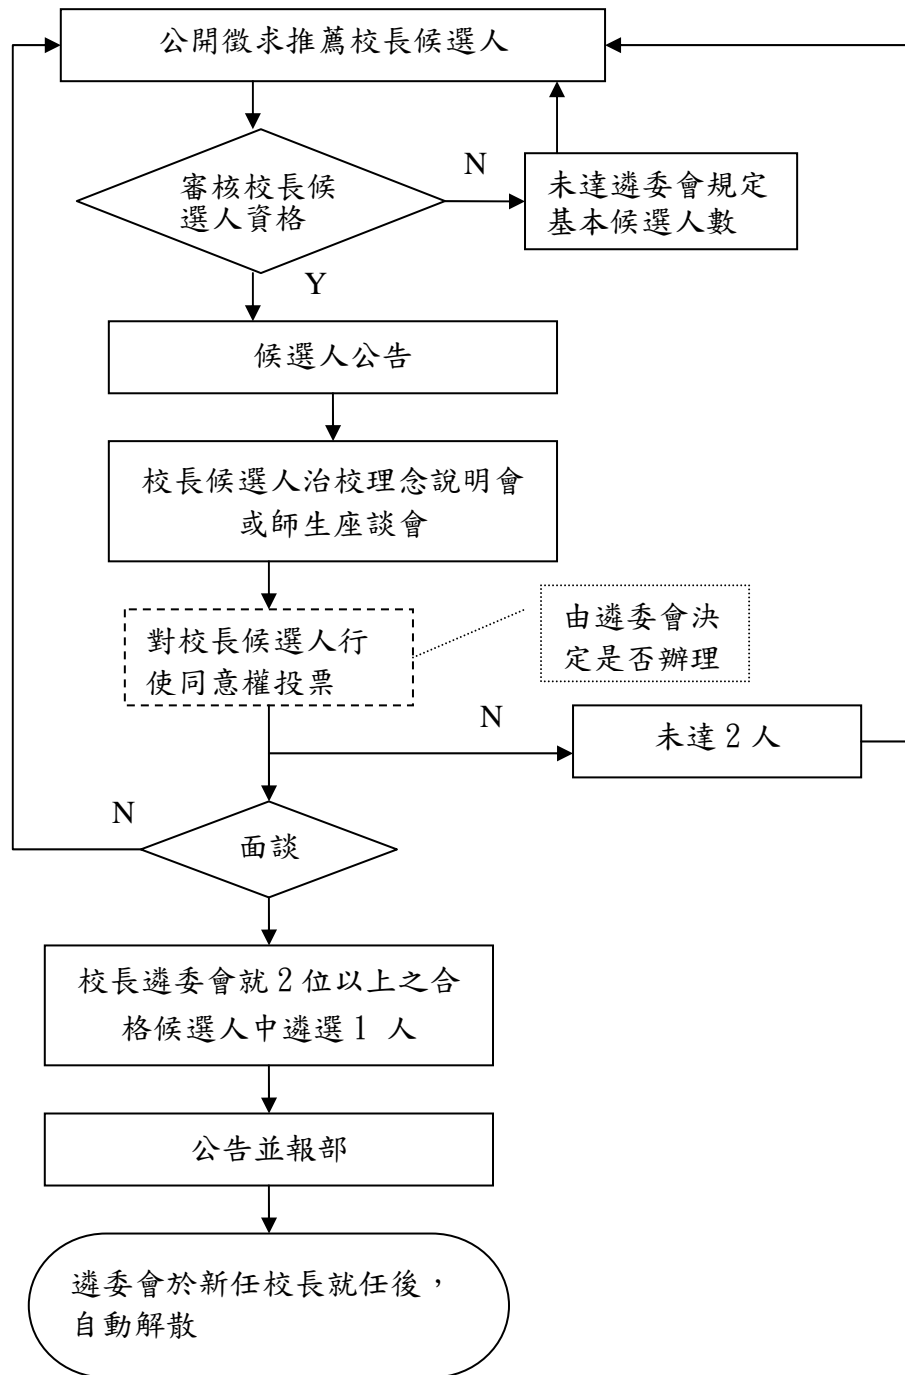 公開徵求推薦校長候選人
審核校長候
選人資格
N
未達遴委會規定
基本候選人數
Y
候選人公告
校長候選人治校理念說明會
或師生座談會
對校長候選人行
使同意權投票
由遴委會決
定是否辦理
N
未達2人
N
面談
校長遴委會就2位以上之合
格候選人中遴選1 人
公告並報部
遴委會於新任校長就任後，
自動解散